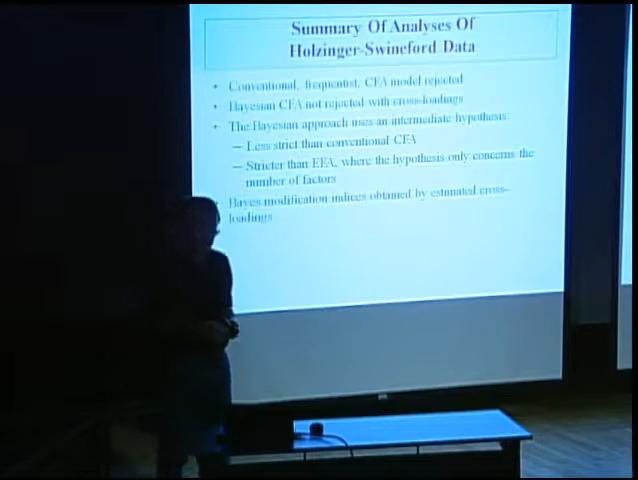 Summary Of Analyses Of
Holzinger-Swineford Data
• Conventional, frequentist, CFA model rejected
• Bayesian CFA not rejected with cross-loadings
• The Bayesian approach uses an intermediate hypothesis:
– Less strict than conventional CFA
– Stricter than EFA, where the hypothesis only concerns the
number of factors
Bayes modification indices obtained by estimated cross-
loadings